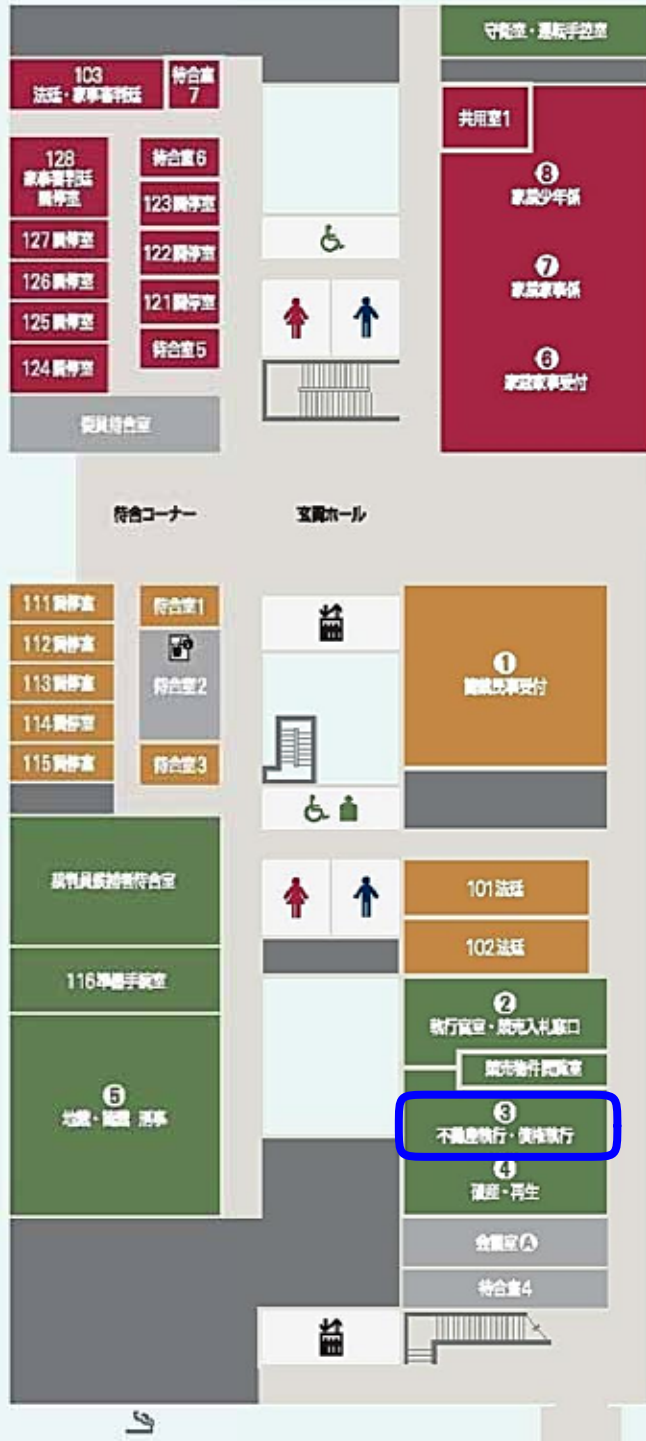 守衛室・運転手控室
103
法廷・家事審判廷
待合室
7
共用室1
128
家事審判廷
調停室
待合室6
123調停室
127調停室
122調停室
126調停室
121調停室
125調停室
待合室5
124調停室
8
家裁少年係
7
家裁家事係
6
家庭家事受付
委員待合室
待合コーナー
玄関ホール
111調停室
待合室1
112調停室
113調停室
待合室2
114調停室
115調停室
待合室3
1
簡裁民事受付
裁判員候補者待合室
101法廷
102法廷
116準備手続室
2
執行官室・競売入札窓口
競売物件閲覧室
3
不動産執行・債権執行
4
破産・再生
5
地裁・簡裁 刑事
会議室A
待合室4